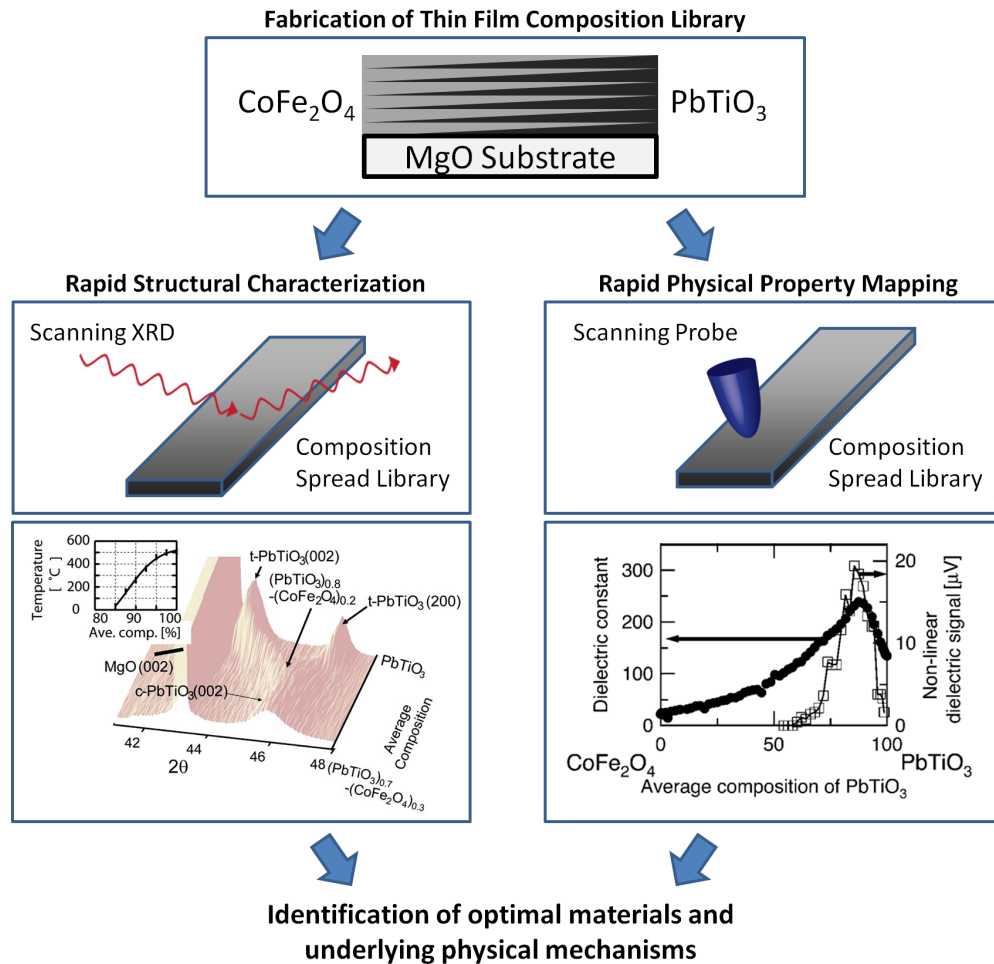 Fabrication of Thin Film Composition Library
CoFe₂O₄
PbTiO₃
MgO Substrate
Rapid Structural Characterization
Scanning XRD
Composition
Spread Library
Temperature
[ ℃]
600
400
200
0
80 90 100
Ave. comp. [%]
t-PbTiO₃(002)
(PbTiO₃)₀.₈
-(CoFe₂O₄)₀.₂
t-PbTiO₃(200)
MgO(002)
c-PbTiO₃(002)
PbTiO₃
Average
Composition
42 44 46 48
2θ
(PbTiO₃)₀.₇
-(CoFe₂O₄)₀.₃
Rapid Physical Property Mapping
Scanning Probe
Composition
Spread Library
Dielectric constant
300
250
200
150
100
50
0
20
10
0
Non-linear
dielectric signal [μV]
0 50 100
CoFe₂O₄
PbTiO₃
Average composition of PbTiO₃
Identification of optimal materials and
underlying physical mechanisms